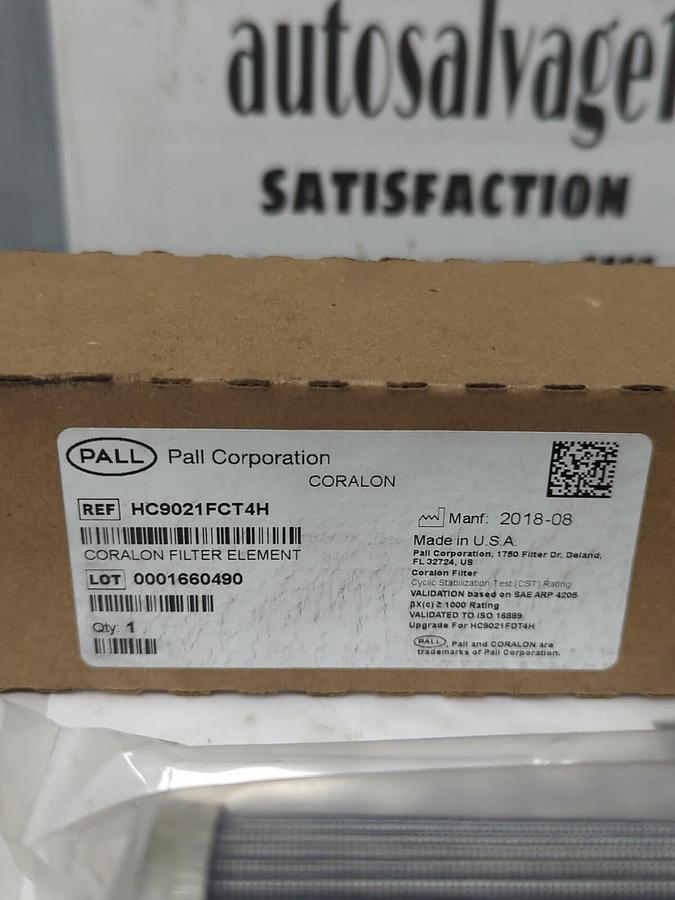 autosalvage1
SATISFACTION
PALL Pall Corporation
CORALON
REF HC9021FCT4H
CORALON FILTER ELEMENT
LOT 0001660490
Qty: 1
Manf: 2018-08
Made in U.S.A.
Pall Corporation, 1750 Filter Dr. Deland,
FL 32724, US
Coralon Filter
Cyclic Stabilization Test (CST) Rating
VALIDATION based on SAE ARP 4205
βX(c) ≥ 1000 Rating
VALIDATED TO ISO 16889
Upgrade For HC9021FDT4H
PALL, Pall and CORALON are
trademarks of Pall Corporation.